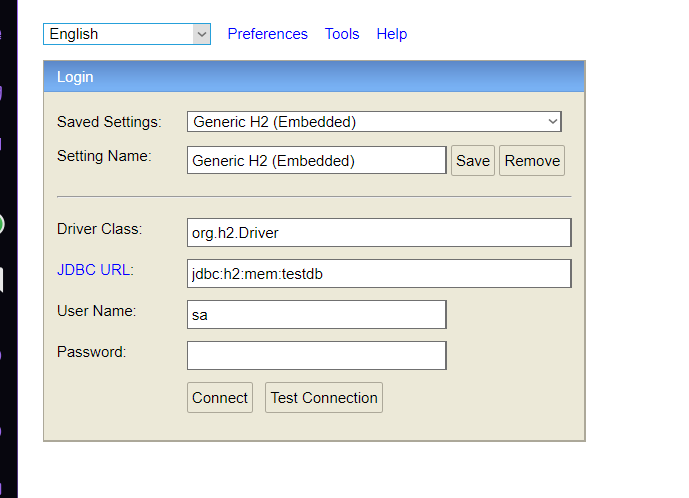 English Preferences Tools Help
Login
Saved Settings: Generic H2 (Embedded)
Setting Name: Generic H2 (Embedded) Save Remove
Driver Class: org.h2.Driver
JDBC URL: jdbc:h2:mem:testdb
User Name: sa
Password:
Connect Test Connection